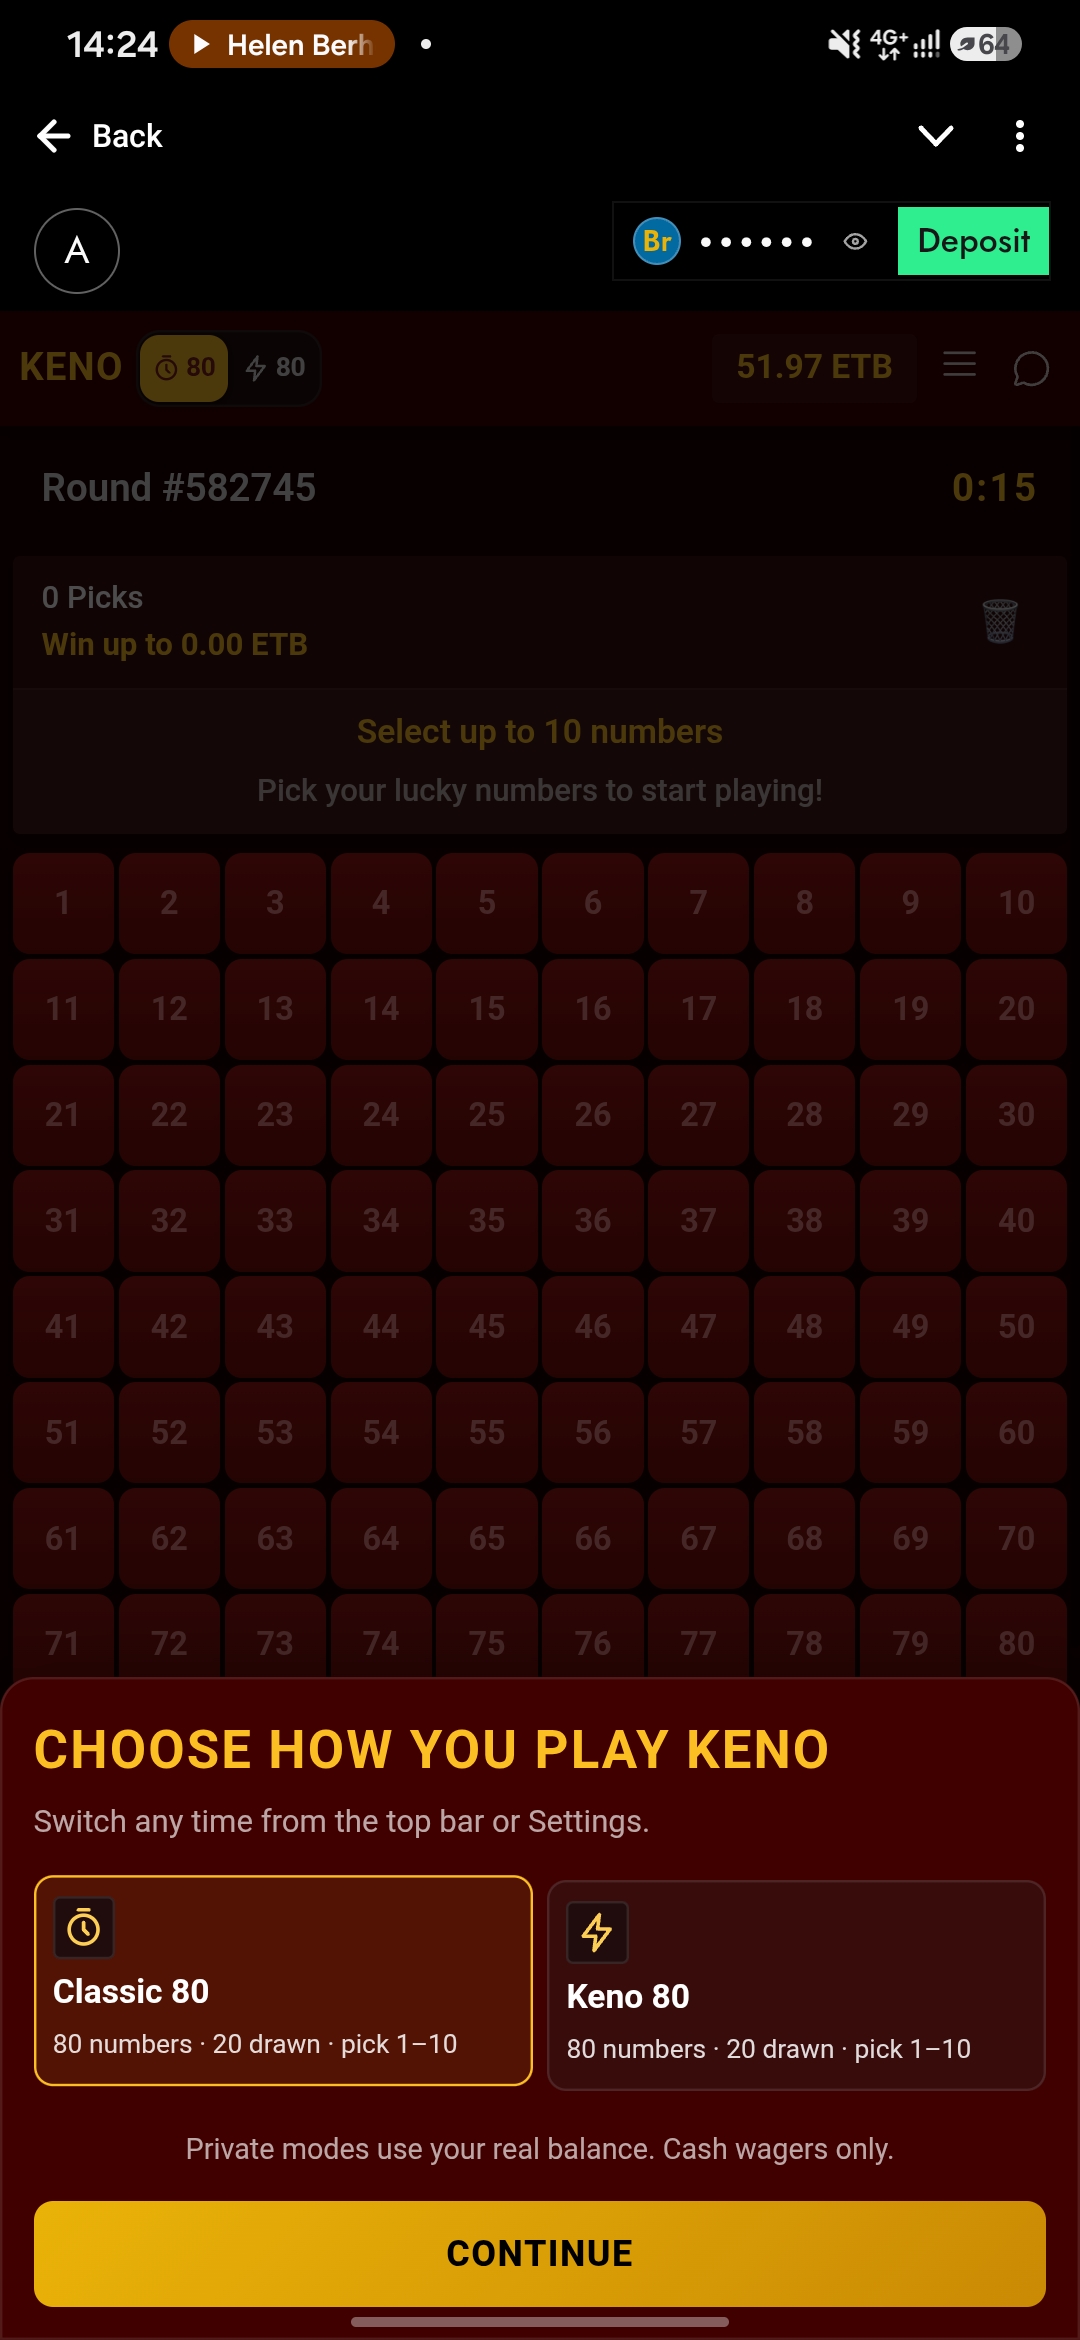 14:24 Helen Berh 4G+ 64
Back
A Br •••••• Deposit
KENO 80 80 51.97 ETB
Round #582745 0:15
0 Picks
Win up to 0.00 ETB
Select up to 10 numbers
Pick your lucky numbers to start playing!
1 2 3 4 5 6 7 8 9 10
11 12 13 14 15 16 17 18 19 20
21 22 23 24 25 26 27 28 29 30
31 32 33 34 35 36 37 38 39 40
41 42 43 44 45 46 47 48 49 50
51 52 53 54 55 56 57 58 59 60
61 62 63 64 65 66 67 68 69 70
71 72 73 74 75 76 77 78 79 80
CHOOSE HOW YOU PLAY KENO
Switch any time from the top bar or Settings.
Classic 80
80 numbers · 20 drawn · pick 1–10
Keno 80
80 numbers · 20 drawn · pick 1–10
Private modes use your real balance. Cash wagers only.
CONTINUE